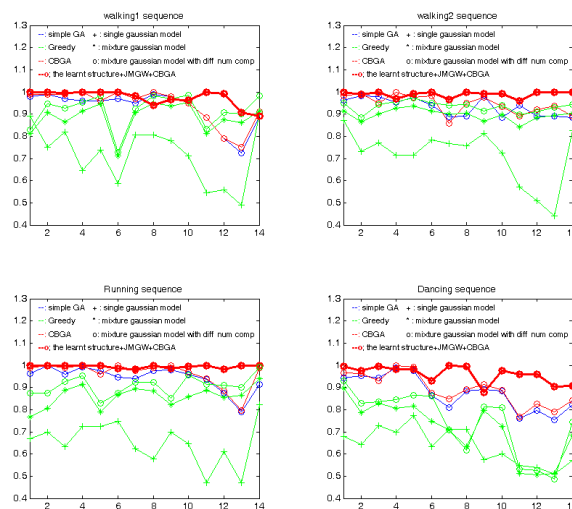 walking1 sequence
1.3
1.2
1.1
1
0.9
0.8
0.7
0.6
0.5
0.4
2 4 6 8 10 12 14
--: simple GA + : single gaussian model
--: Greedy * : mixture gaussian model
--: CBGA o: mixture gaussian model with diff num comp
-o: the learnt structure+JMGW+CBGA
walking2 sequence
1.3
1.2
1.1
1
0.9
0.8
0.7
0.6
0.5
0.4
2 4 6 8 10 12 14
--: simple GA + : single gaussian model
--: Greedy * : mixture gaussian model
--: CBGA o: mixture gaussian model with diff num comp
-o: the learnt structure+JMGW+CBGA
Running sequence
1.3
1.2
1.1
1
0.9
0.8
0.7
0.6
0.5
0.4
2 4 6 8 10 12 14
--: simple GA + : single gaussian model
--: Greedy * : mixture gaussian model
--: CBGA o: mixture gaussian model with diff num comp
-o: the learnt structure+JMGW+CBGA
Dancing sequence
1.3
1.2
1.1
1
0.9
0.8
0.7
0.6
0.5
0.4
2 4 6 8 10 12 14
--: simple GA + : single gaussian model
--: Greedy * : mixture gaussian model
--: CBGA o: mixture gaussian model with diff num comp
-o: the learnt structure+JMGW+CBGA